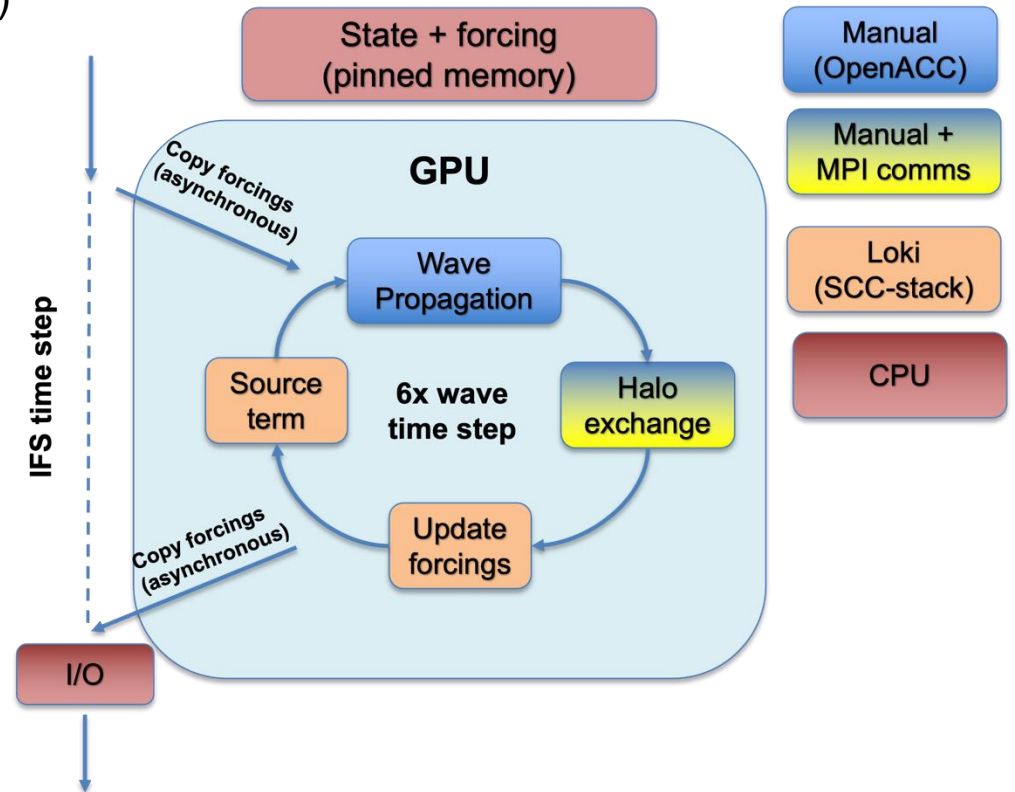 )
State + forcing
(pinned memory)
Manual
(OpenACC)
Manual +
MPI comms
Loki
(SCC-stack)
CPU
GPU
Copy forcings
(asynchronous)
Wave
Propagation
Source
term
6x wave
time step
Halo
exchange
Update
forcings
IFS time step
Copy forcings
(asynchronous)
I/O